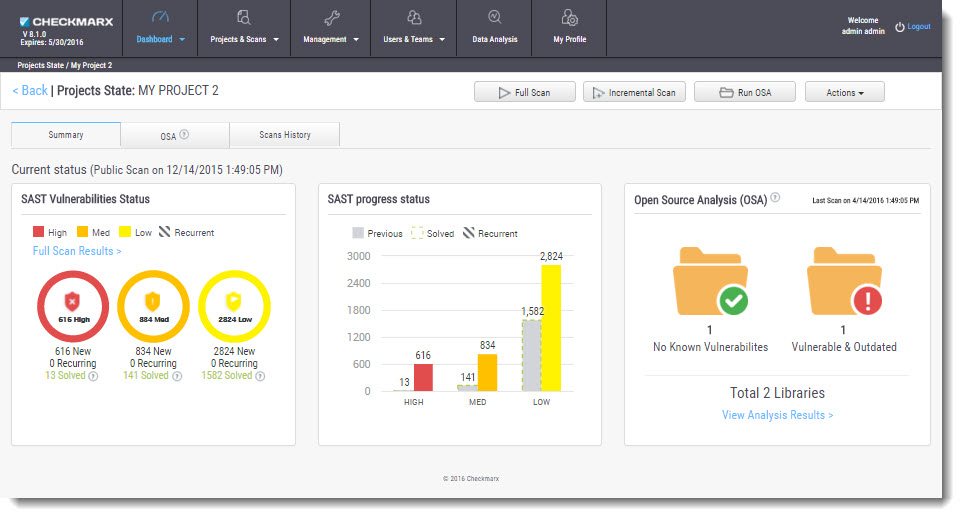 CHECKMARX
V 8.1.0
Expires: 5/30/2016
Dashboard
Projects & Scans
Management
Users & Teams
Data Analysis
My Profile
Welcome
admin admin
Logout
Projects State / My Project 2
< Back | Projects State: MY PROJECT 2
Full Scan
Incremental Scan
Run OSA
Actions
Summary
OSA ?
Scans History
Current status (Public Scan on 12/14/2015 1:49:05 PM)
SAST Vulnerabilities Status
High Med Low Recurrent
Full Scan Results >
616 High 884 Med 2824 Low
616 New 834 New 2824 New
0 Recurring 0 Recurring 0 Recurring
13 Solved ? 141 Solved ? 1582 Solved ?
SAST progress status
Previous Solved Recurrent
3000
2400
1800
1200
600
0
13
616
141
834
1,582
2,824
HIGH MED LOW
Open Source Analysis (OSA) ? Last Scan on 4/14/2016 1:49:05 PM
1 1
No Known Vulnerabilites Vulnerable & Outdated
Total 2 Libraries
View Analysis Results >
© 2016 Checkmarx